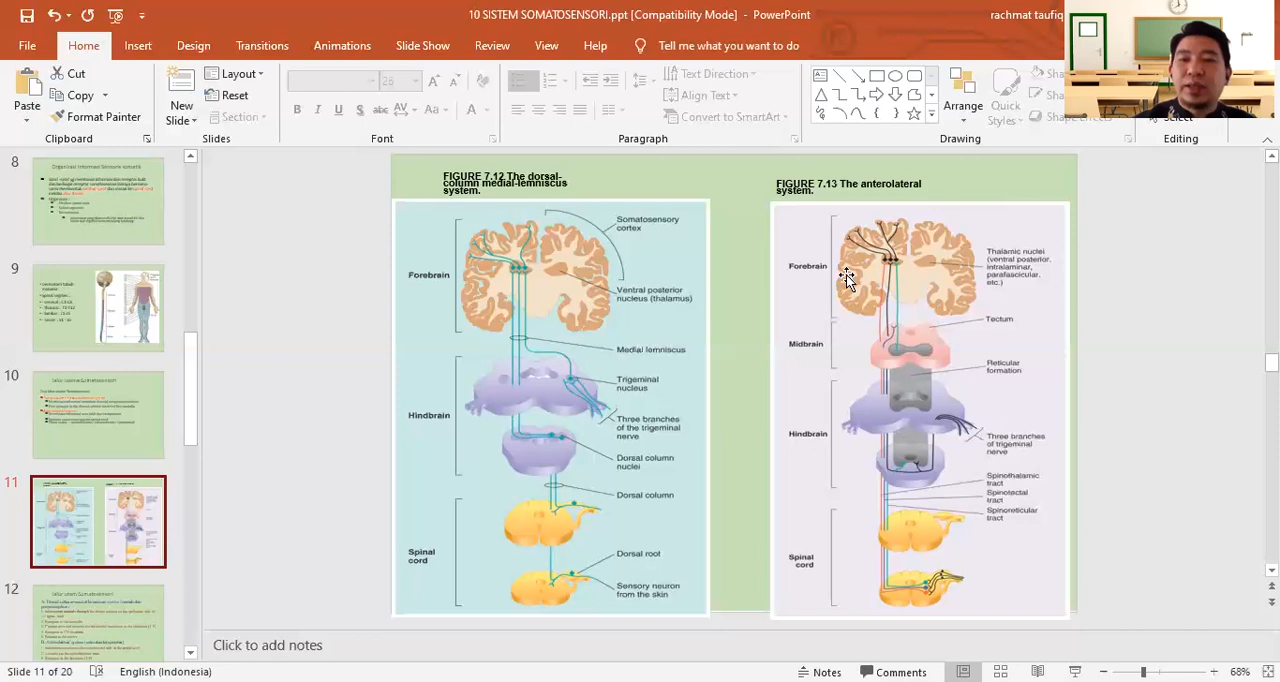 10 SISTEM SOMATOSENSORI.ppt [Compatibility Mode] - PowerPoint
rachmat taufiq
File Home Insert Design Transitions Animations Slide Show Review View Help Tell me what you want to do
Paste
Cut
Copy
Format Painter
Clipboard
New
Slide
Layout
Reset
Section
Slides
Font
Text Direction
Align Text
Convert to SmartArt
Paragraph
Arrange
Quick
Styles
Drawing
Select
Editing
8
9
10
11
12
FIGURE 7.12 The dorsal-
column medial-lemniscus
system.
Somatosensory
cortex
Forebrain
Ventral posterior
nucleus (thalamus)
Medial lemniscus
Trigeminal
nucleus
Hindbrain
Three branches
of the trigeminal
nerve
Dorsal column
nuclei
Dorsal column
Spinal
cord
Dorsal root
Sensory neuron
from the skin
FIGURE 7.13 The anterolateral
system.
Forebrain
Thalamic nuclei
(ventral posterior,
intralaminar,
parafascicular,
etc.)
Tectum
Midbrain
Reticular
formation
Hindbrain
Three branches
of trigeminal
nerve
Spinothalamic
tract
Spinotectal
tract
Spinoreticular
tract
Spinal
cord
Click to add notes
Slide 11 of 20
English (Indonesia)
Notes
Comments
68%